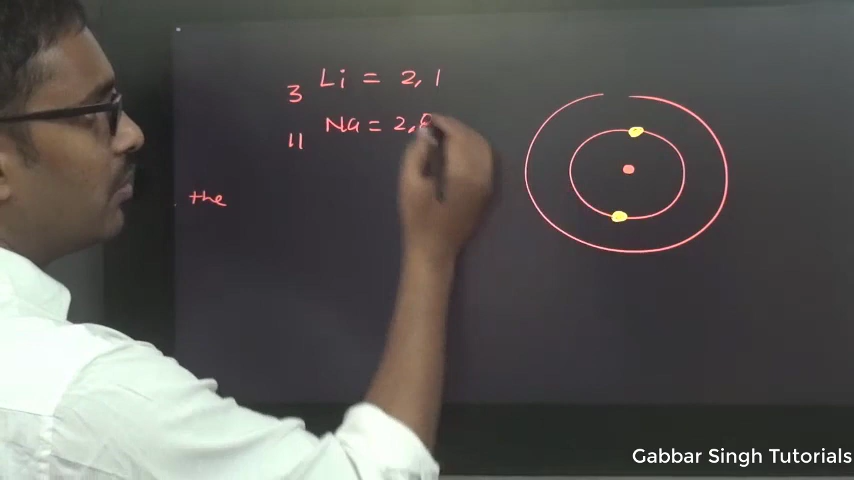 3 Li = 2, 1
11 Na = 2,
the
Gabbar Singh Tutorials